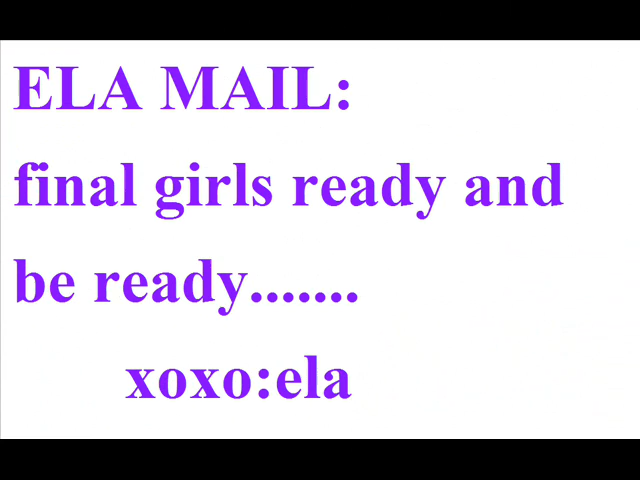 ELA MAIL:
final girls ready and
be ready.......
xoxo:ela